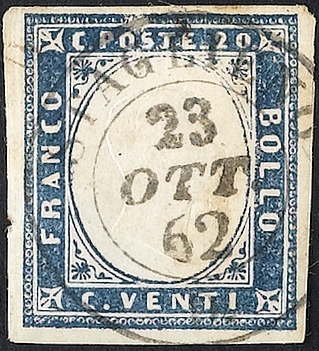 C. POSTE. 20
FRANCO
BOLLO
C. VENTI
23
OTT.
62